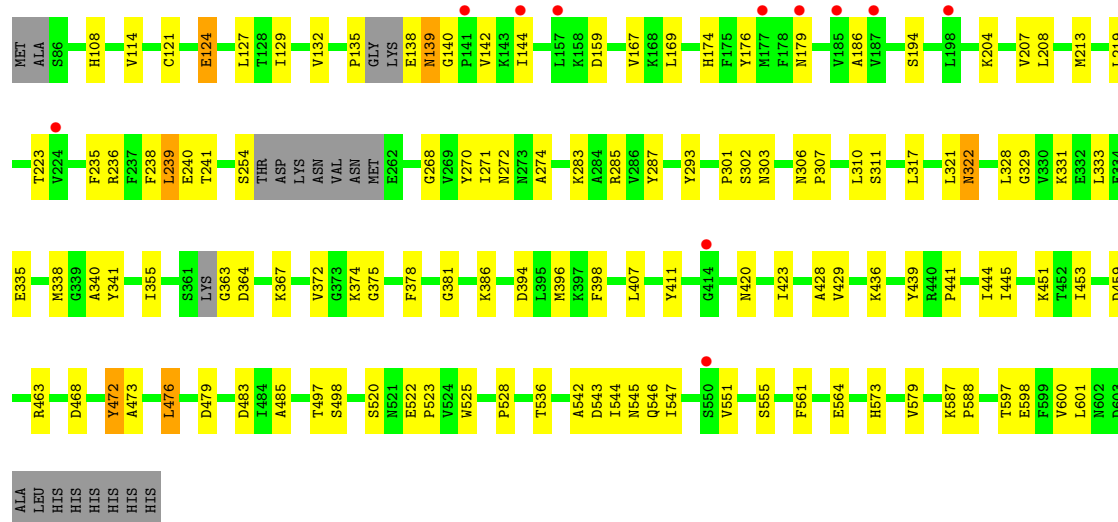 MET ALA S86 H108 V114 C121 E124 L127 T128 I129 V132 P135 GLY LYS E138 N139 G140 P141 V142 K143 I144 L157 K158 D159 V167 K168 L169 H174 F175 Y176 M177 F178 N179 V185 A186 V187 S194 L198 K204 V207 L208 M213
T223 V224 F235 R236 F237 F238 L239 E240 T241 S254 THR ASP LYS ASN VAL ASN MET E262 G268 V269 Y270 I271 N272 N273 A274 K283 A284 R285 V286 Y287 Y293 P301 S302 N303 N306 P307 L310 S311 L317 L321 N322 L328 G329 V330 K331 E332 L333
E335 M338 G339 A340 Y341 I355 S361 LYS G363 D364 K367 V372 G373 K374 G375 F378 G381 K386 D394 L395 M396 K397 F398 L407 Y411 G414 N420 I423 A428 V429 K436 Y439 R440 P441 I444 I445 K451 T452 I453
R463 D468 Y472 A473 L476 D479 D483 I484 A485 T497 S498 S520 N521 E522 P523 V524 W525 P528 T536 A542 D543 I544 N545 Q546 I547 S550 V551 S555 F561 E564 H573 V579 K587 P588 T597 E598 F599 V600 L601 N602
ALA LEU HIS HIS HIS HIS HIS HIS